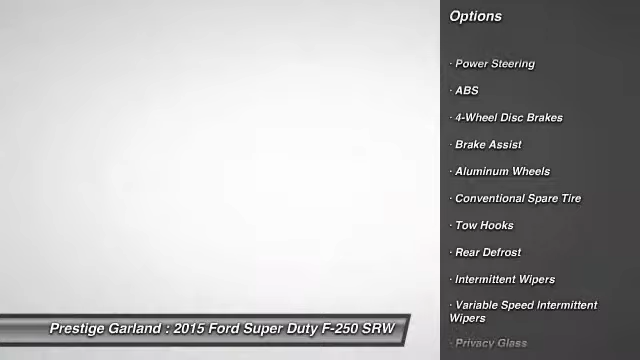 Options
· Power Steering
· ABS
· 4-Wheel Disc Brakes
· Brake Assist
· Aluminum Wheels
· Conventional Spare Tire
· Tow Hooks
· Rear Defrost
· Intermittent Wipers
· Variable Speed Intermittent
Wipers
· Privacy Glass
Prestige Garland : 2015 Ford Super Duty F-250 SRW